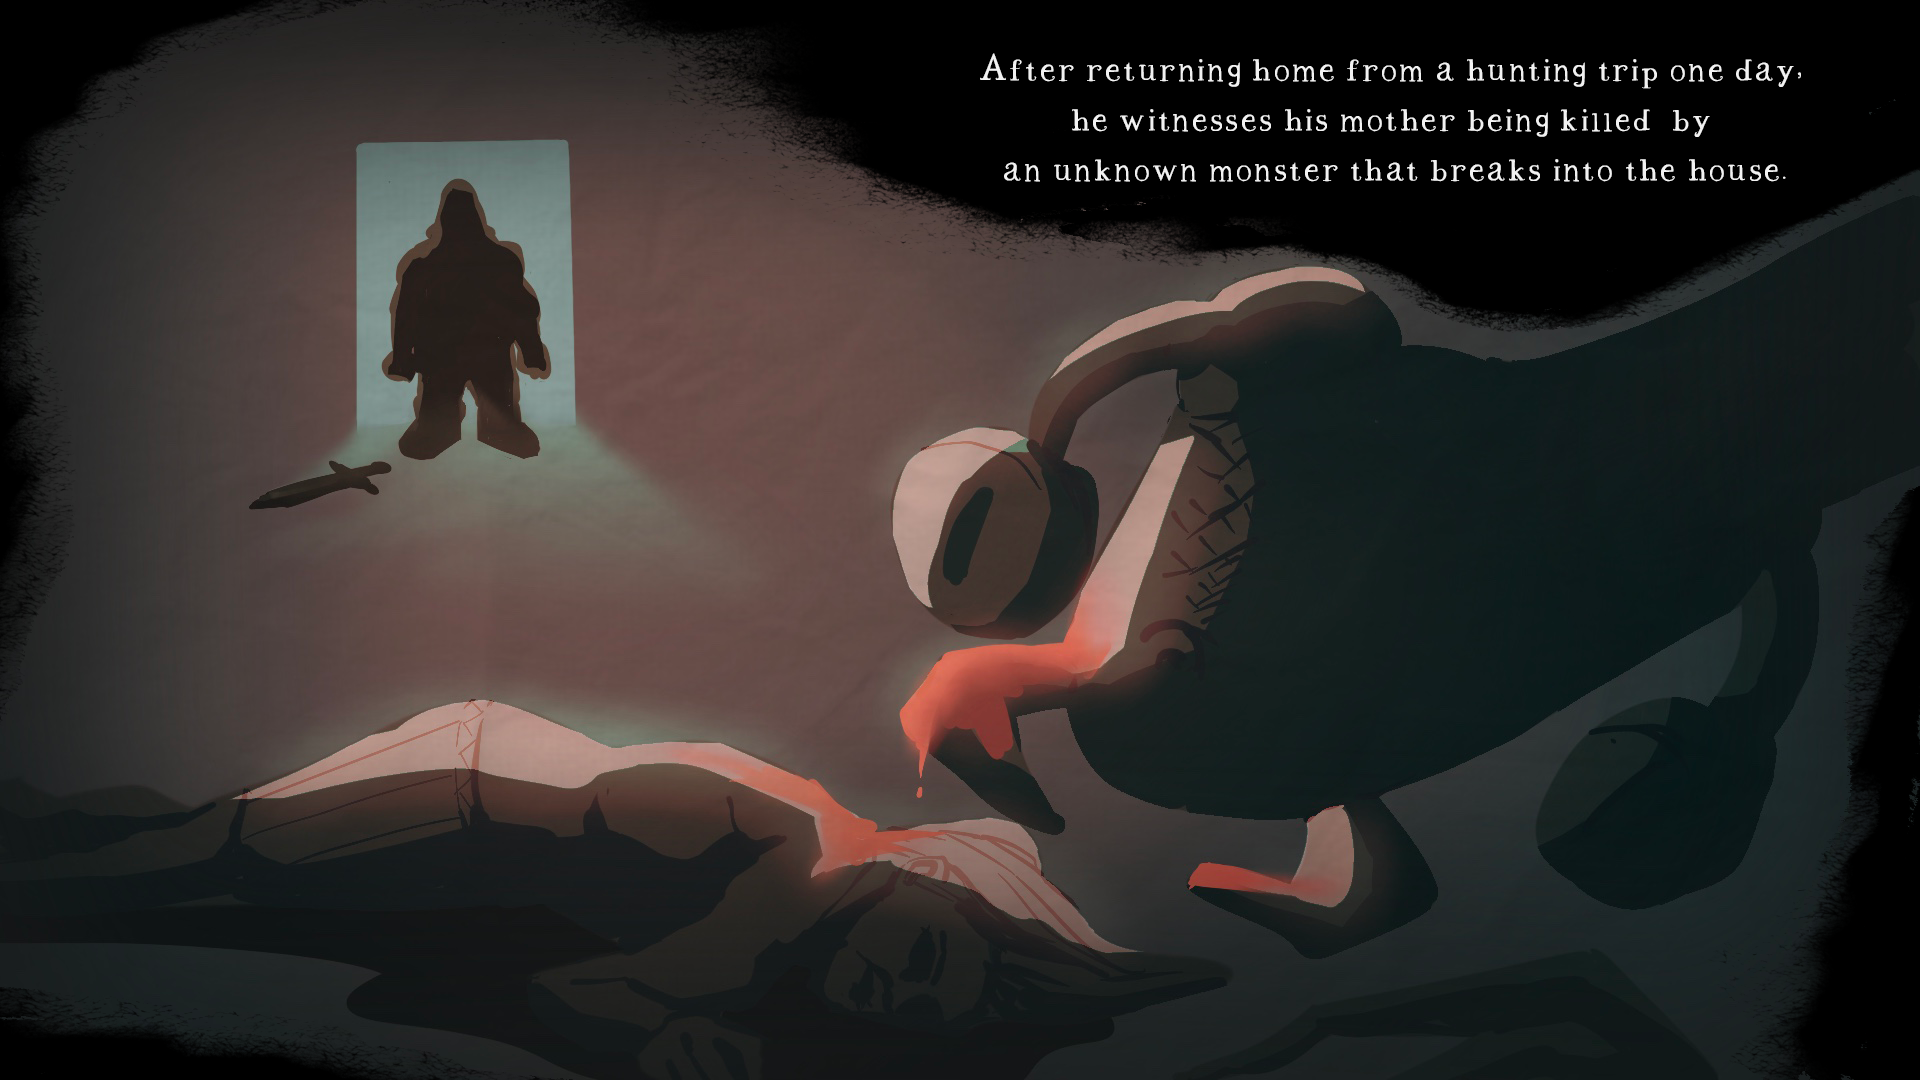 After returning home from a hunting trip one day,
he witnesses his mother being killed by
an unknown monster that breaks into the house.